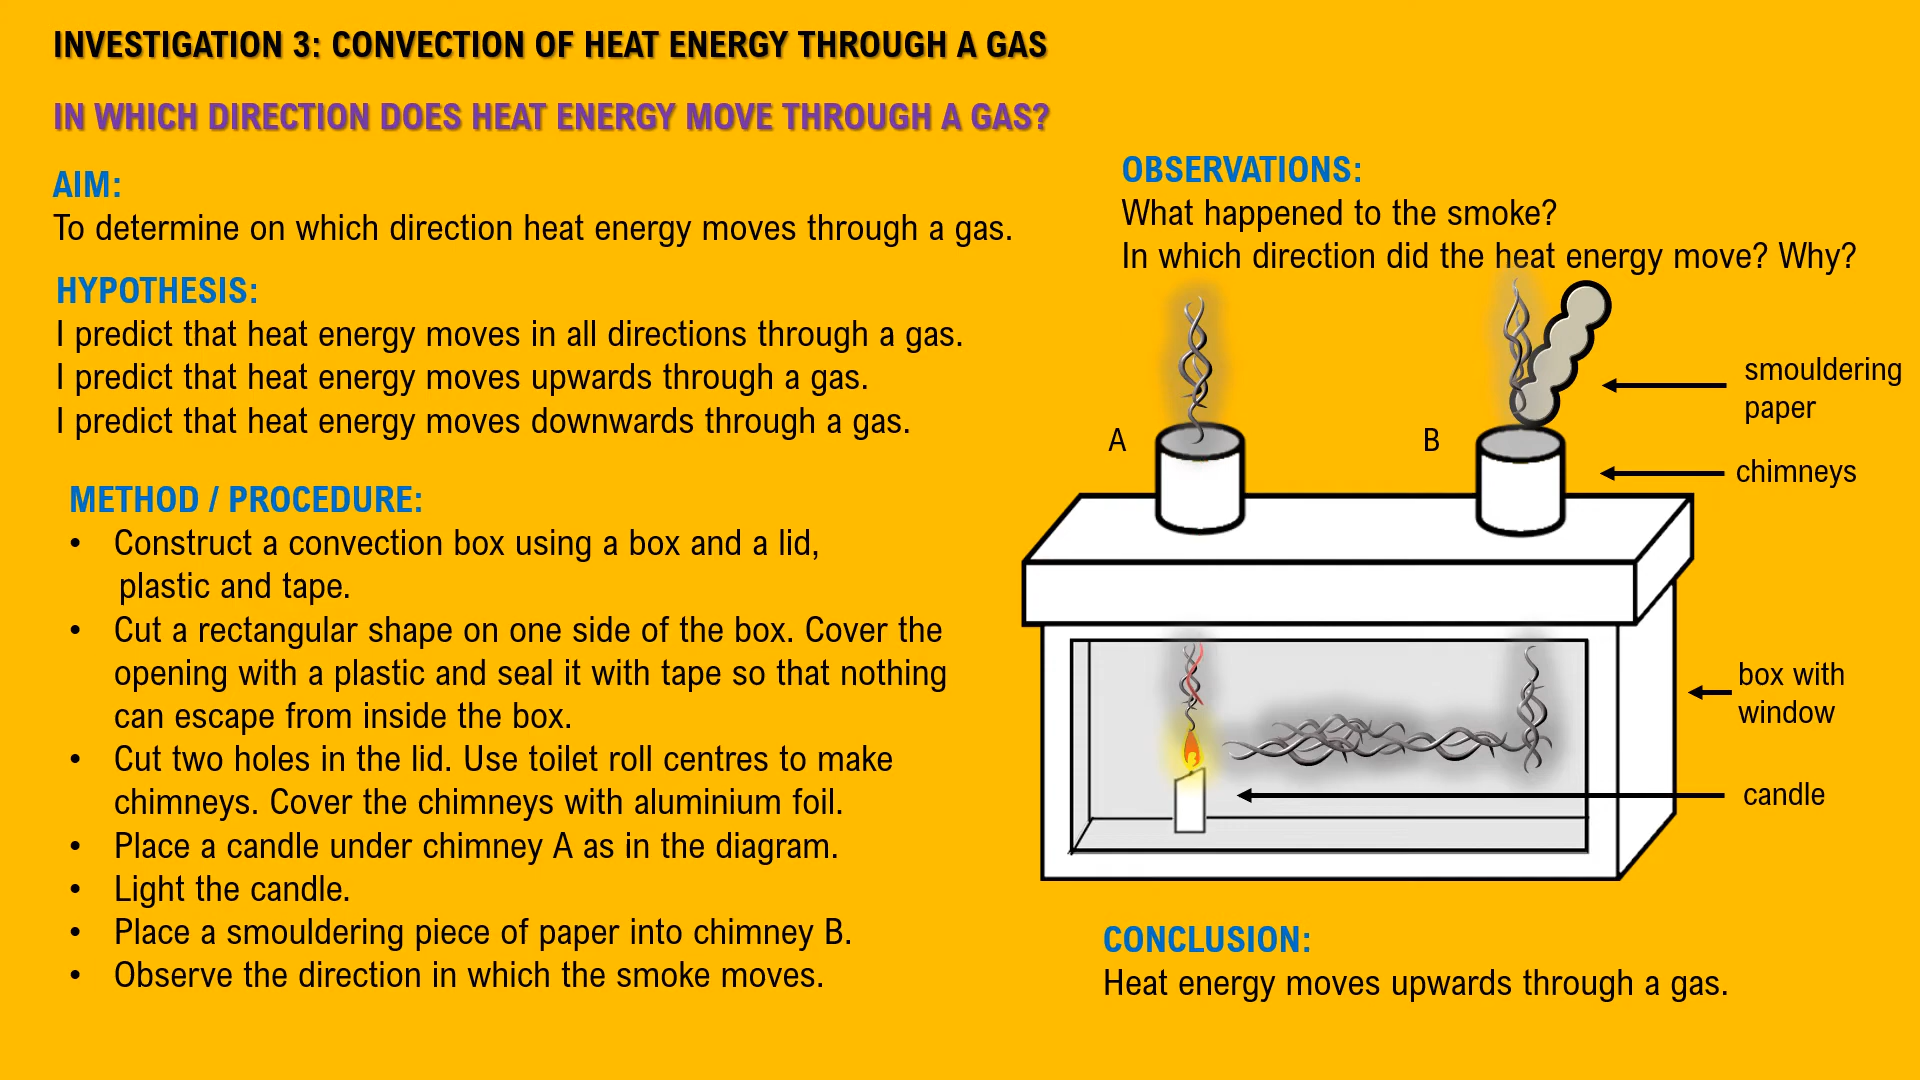 INVESTIGATION 3: CONVECTION OF HEAT ENERGY THROUGH A GAS
IN WHICH DIRECTION DOES HEAT ENERGY MOVE THROUGH A GAS?
AIM:
To determine on which direction heat energy moves through a gas.
HYPOTHESIS:
I predict that heat energy moves in all directions through a gas.
I predict that heat energy moves upwards through a gas.
I predict that heat energy moves downwards through a gas.
METHOD / PROCEDURE:
• Construct a convection box using a box and a lid,
plastic and tape.
• Cut a rectangular shape on one side of the box. Cover the
opening with a plastic and seal it with tape so that nothing
can escape from inside the box.
• Cut two holes in the lid. Use toilet roll centres to make
chimneys. Cover the chimneys with aluminium foil.
• Place a candle under chimney A as in the diagram.
• Light the candle.
• Place a smouldering piece of paper into chimney B.
• Observe the direction in which the smoke moves.
OBSERVATIONS:
What happened to the smoke?
In which direction did the heat energy move? Why?
A
B
smouldering
paper
chimneys
box with
window
candle
CONCLUSION:
Heat energy moves upwards through a gas.